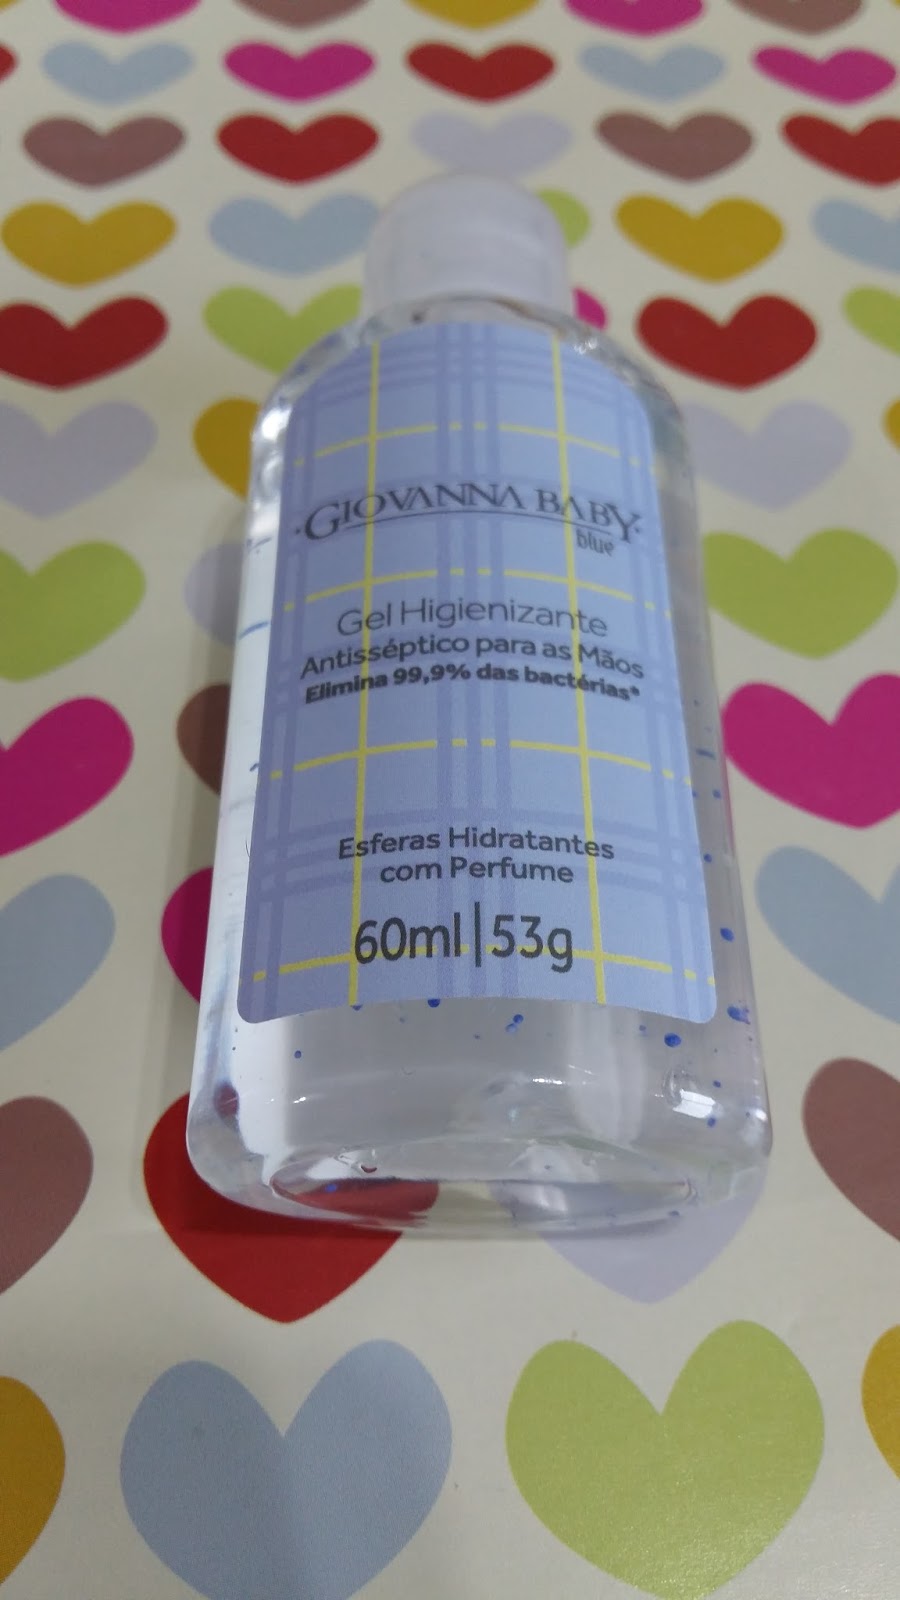 GIOVANNA BABY
blue
Gel Higienizante
Antisséptico para as Mãos
Elimina 99,9% das bactérias*
Esferas Hidratantes
com Perfume
60ml|53g